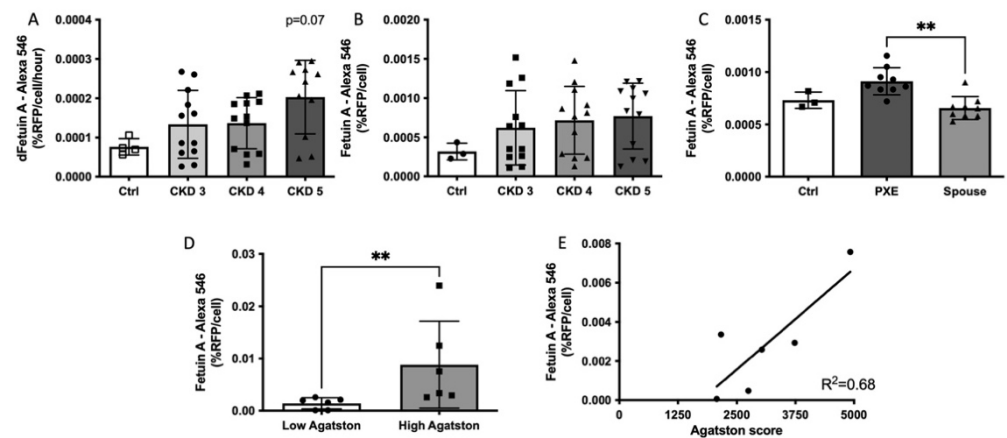 A
dFetuin A - Alexa 546
(%RFP/cell/hour)
0.0004
0.0003
0.0002
0.0001
0.0000
p=0.07
Ctrl CKD 3 CKD 4 CKD 5
B
Fetuin A - Alexa 546
(%RFP/cell)
0.0020
0.0015
0.0010
0.0005
0.0000
Ctrl CKD 3 CKD 4 CKD 5
C
Fetuin A - Alexa 546
(%RFP/cell)
0.0015
0.0010
0.0005
0.0000
**
Ctrl PXE Spouse
D
Fetuin A - Alexa 546
(%RFP/cell)
0.03
0.02
0.01
0.00
**
Low Agatston High Agatston
E
Fetuin A - Alexa 546
(%RFP/cell)
0.008
0.006
0.004
0.002
0.000
R²=0.68
0 1250 2500 3750 5000
Agatston score